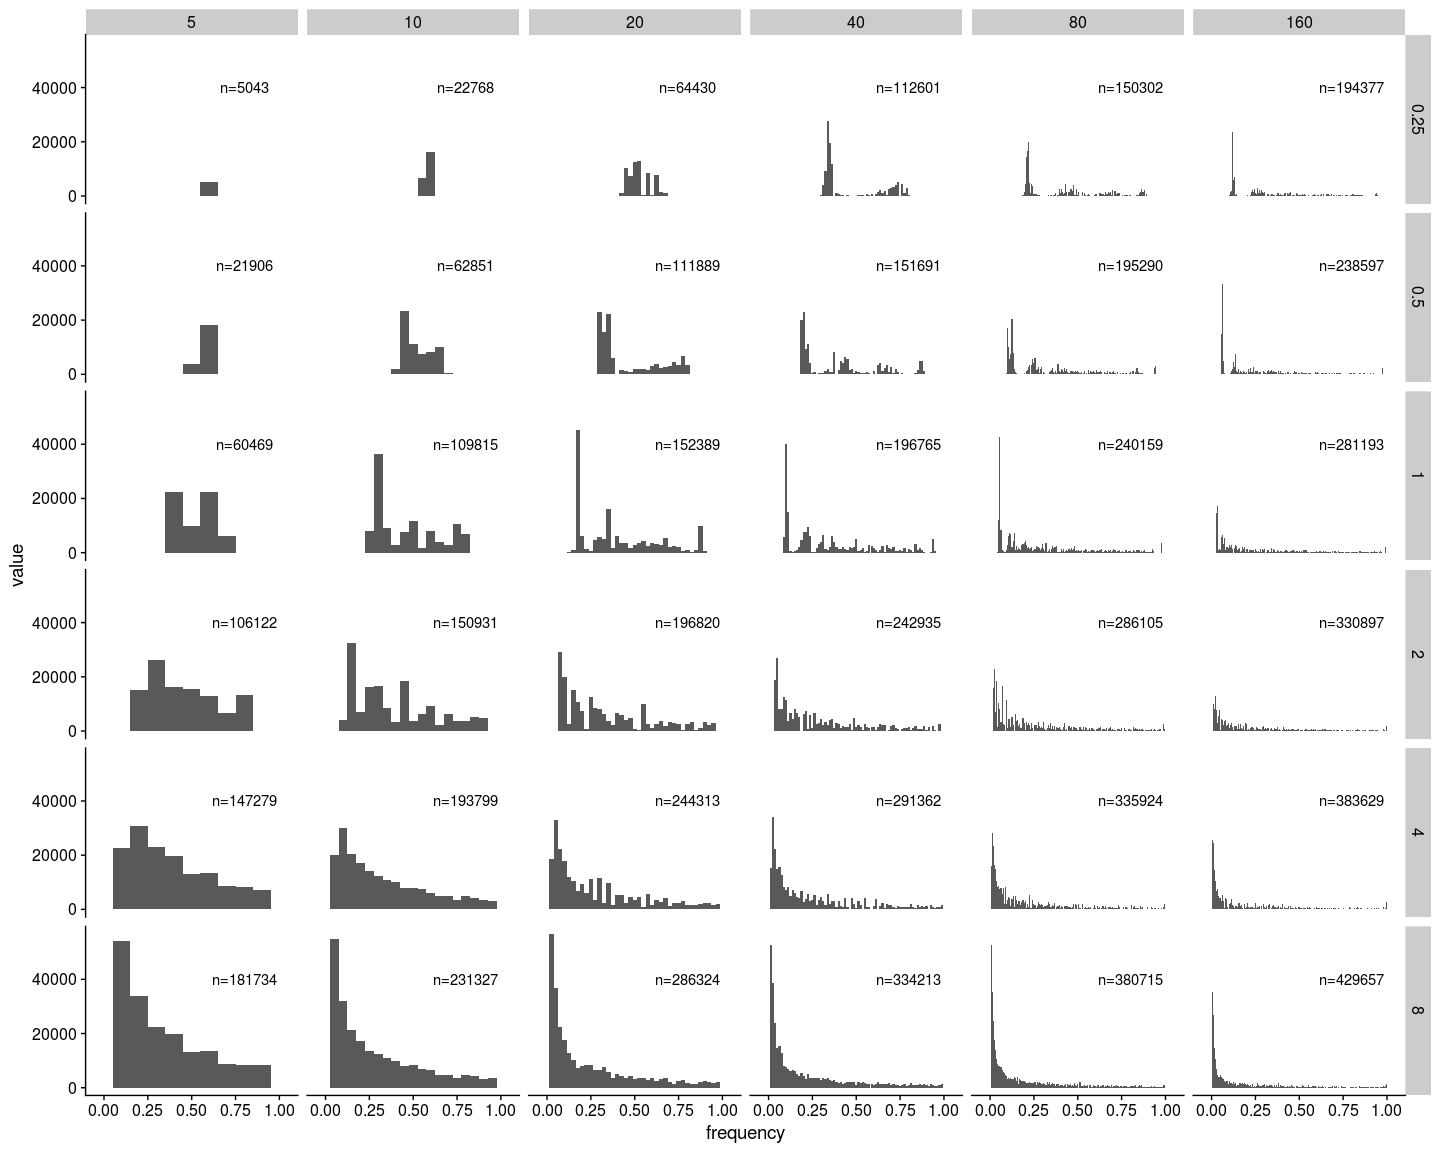 5 10 20 40 80 160
40000 n=5043 n=22768 n=64430 n=112601 n=150302 n=194377
20000
0
0.25
40000 n=21906 n=62851 n=111889 n=151691 n=195290 n=238597
20000
0
0.5
40000 n=60469 n=109815 n=152389 n=196765 n=240159 n=281193
20000
0
1
value
40000 n=106122 n=150931 n=196820 n=242935 n=286105 n=330897
20000
0
2
40000 n=147279 n=193799 n=244313 n=291362 n=335924 n=383629
20000
0
4
40000 n=181734 n=231327 n=286324 n=334213 n=380715 n=429657
20000
0
8
0.00 0.25 0.50 0.75 1.00 0.00 0.25 0.50 0.75 1.00 0.00 0.25 0.50 0.75 1.00 0.00 0.25 0.50 0.75 1.00 0.00 0.25 0.50 0.75 1.00 0.00 0.25 0.50 0.75 1.00
frequency